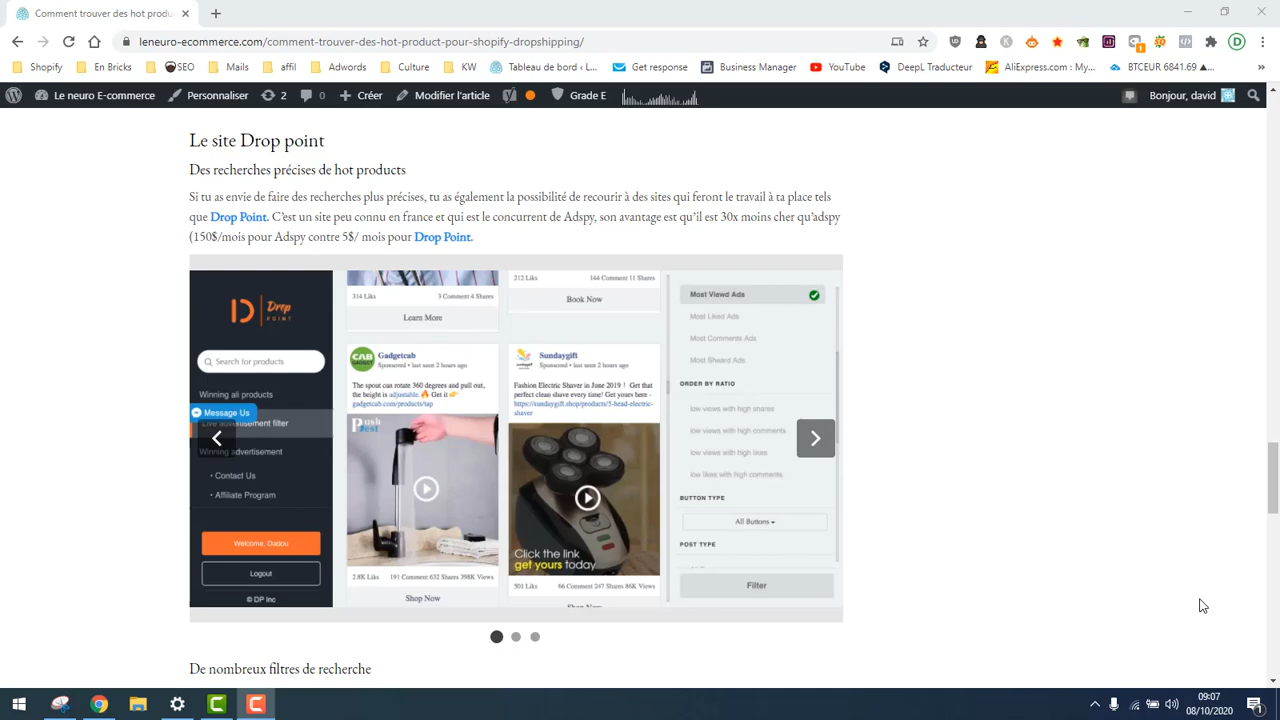 Comment trouver des hot produ
leneuro-ecommerce.com/comment-trouver-des-hot-product-pour-shopify-dropshipping/
D
Shopify En Bricks SEO Mails affil Adwords Culture KW Tableau de bord ‹ L... Get response Business Manager YouTube DeepL Traducteur AliExpress.com : My... BTCEUR 6841.69 ▲... »
Le neuro E-commerce Personnaliser 2 0 Créer Modifier l'article Grade E Bonjour, david
Le site Drop point
Des recherches précises de hot products
Si tu as envie de faire des recherches plus précises, tu as également la possibilité de recourir à des sites qui feront le travail à ta place tels
que Drop Point. C'est un site peu connu en france et qui est le concurrent de Adspy, son avantage est qu'il est 30x moins cher qu'adspy
(150$/mois pour Adspy contre 5$/ mois pour Drop Point.
D Drop
POINT
Search for products
Winning all products
Message Us
Live advertisement filter
Winning advertisement
• Contact Us
• Affiliate Program
Welcome, Dadou
Logout
© DP Inc
314 Liks 3 Comment 4 Shares
Learn More
CAB
Gadgetcab
Sponsored • last seen 2 hours ago
The spout can rotate 360 degrees and pull out,
the height is adjustable.🔥 Get it 👉
gadgetcab.com/products/tap
Push
Best
2.8K Liks 191 Comment 632 Shares 398K Views
Shop Now
212 Liks 144 Comment 11 Shares
Book Now
Sundaygift
Sponsored • last seen 2 hours ago
Fashion Electric Shaver in June 2019 ! Get that
perfect clean shave every time! Get yours here -
https://sundaygift.shop/products/5-head-electric-
shaver
Click the link
get yours today
501 Liks 66 Comment 247 Shares 86K Views
Shop Now
Most Viewd Ads
Most Liked Ads
Most Comments Ads
Most Sheard Ads
ORDER BY RATIO
low views with high shares
low views with high comments
low views with high likes
low likes with high comments
BUTTON TYPE
All Buttons
POST TYPE
Filter
De nombreux filtres de recherche
09:07
08/10/2020